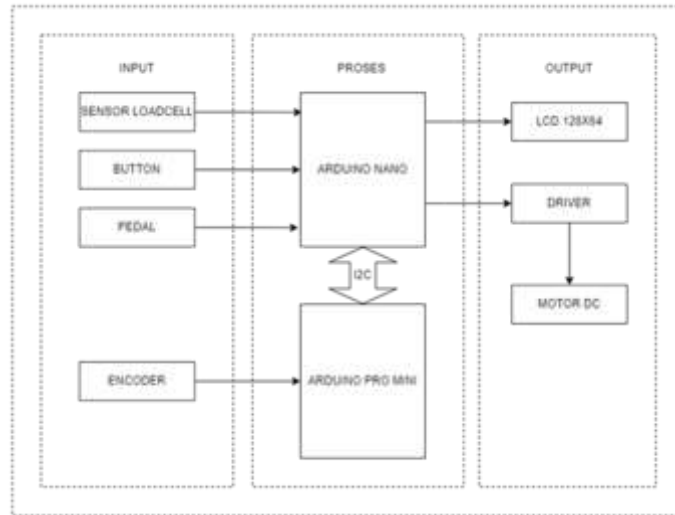 INPUT
PROSES
OUTPUT
SENSOR LOADCELL
BUTTON
PEDAL
ENCODER
ARDUINO NANO
I2C
ARDUINO PRO MINI
LCD 128X64
DRIVER
MOTOR DC